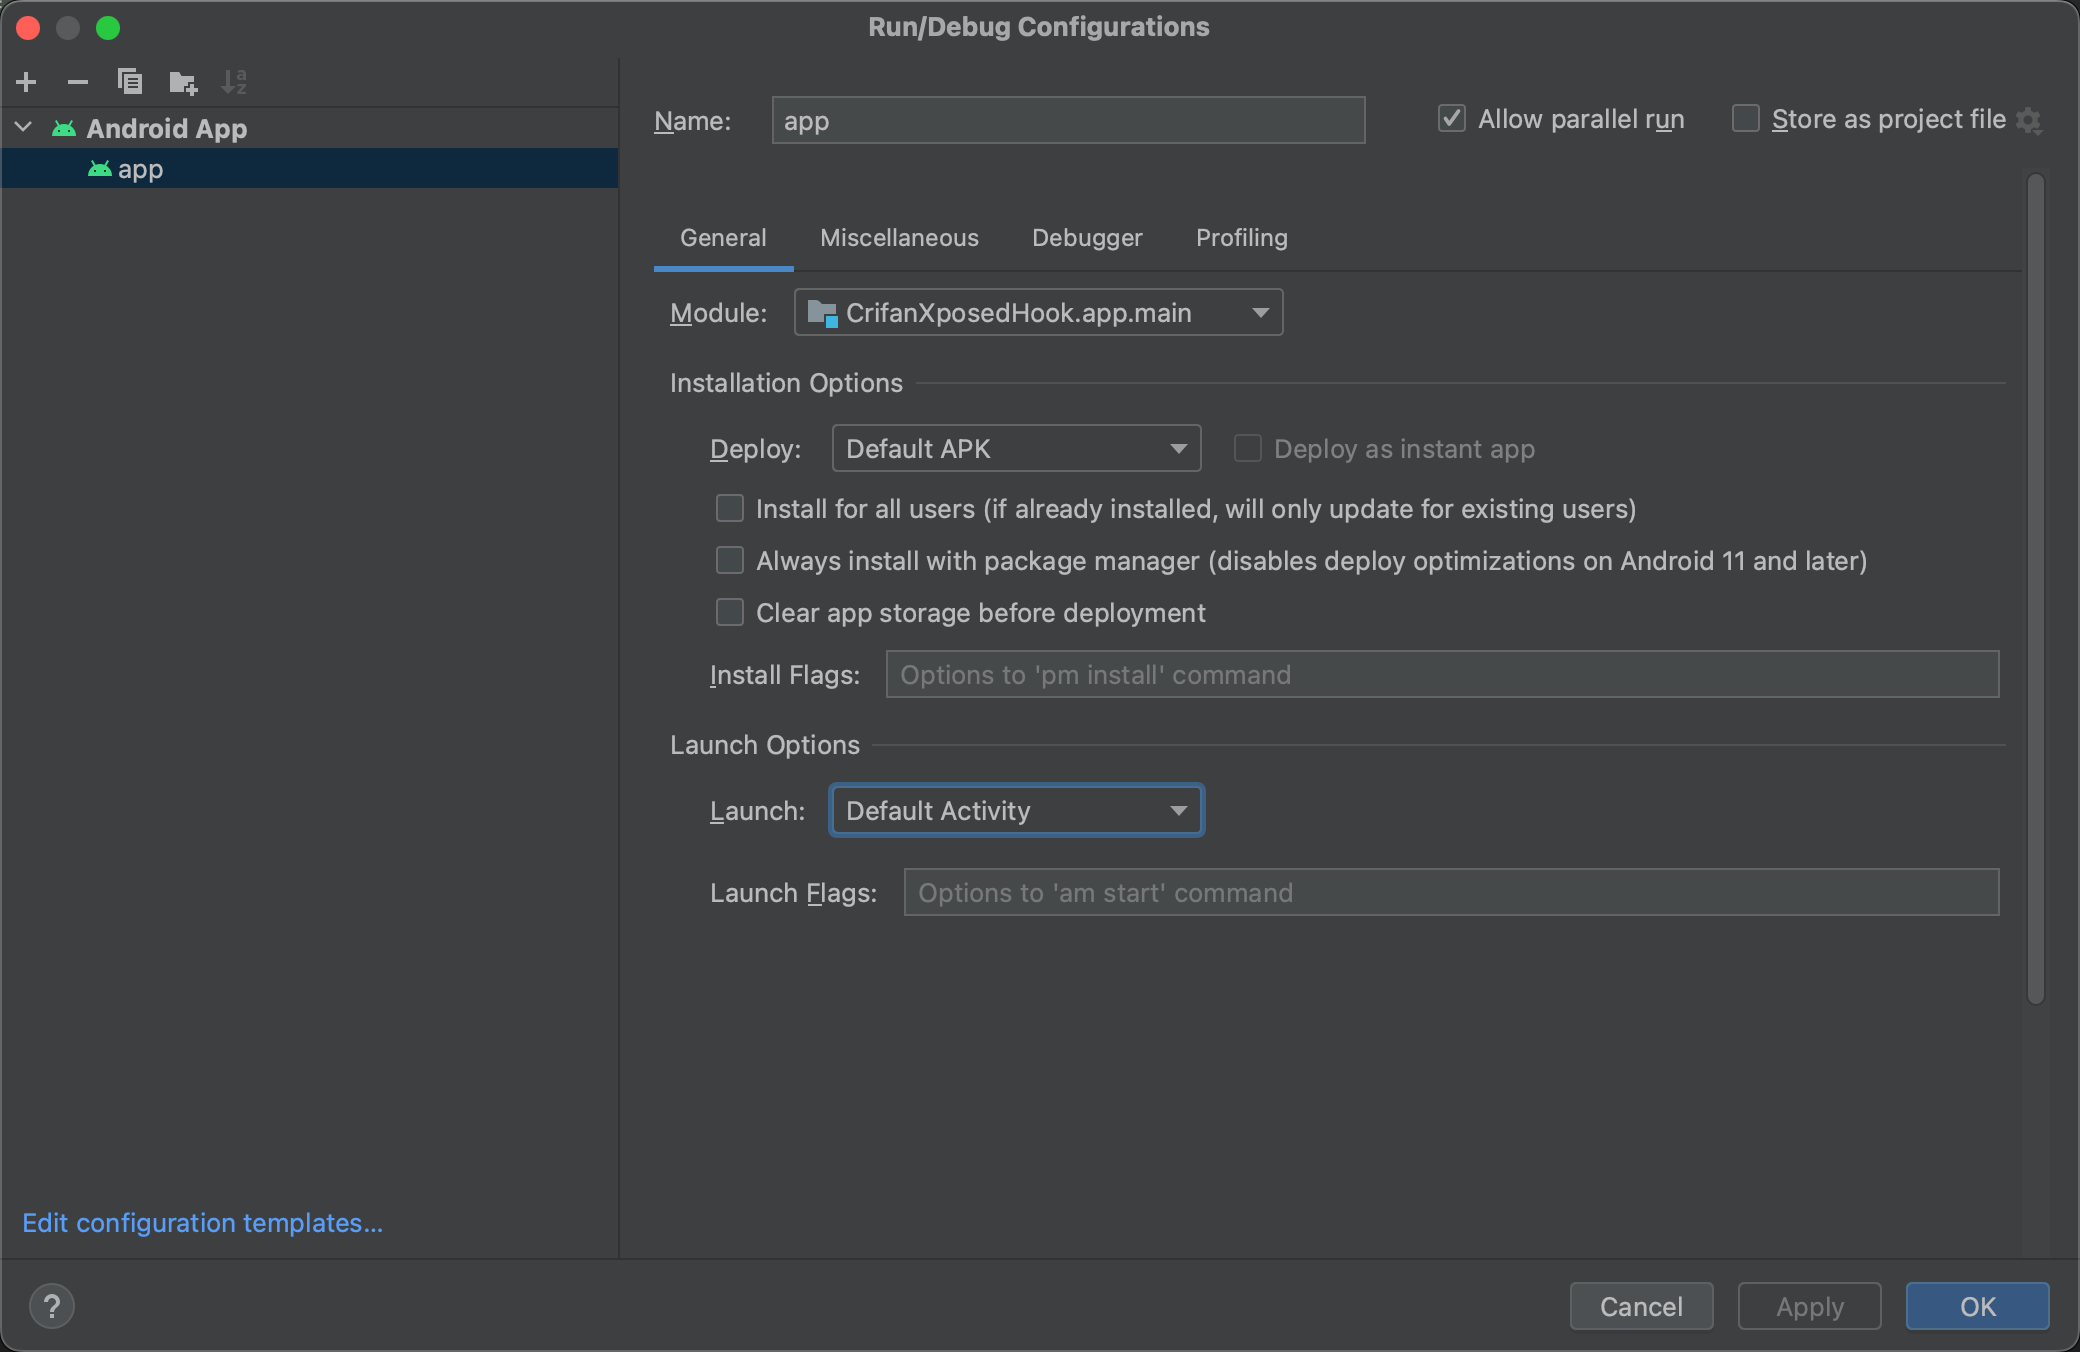 Run/Debug Configurations
Android App
app
Edit configuration templates...
Name: app
Allow parallel run
Store as project file
General Miscellaneous Debugger Profiling
Module: CrifanXposedHook.app.main
Installation Options
Deploy: Default APK Deploy as instant app
Install for all users (if already installed, will only update for existing users)
Always install with package manager (disables deploy optimizations on Android 11 and later)
Clear app storage before deployment
Install Flags: Options to 'pm install' command
Launch Options
Launch: Default Activity
Launch Flags: Options to 'am start' command
? Cancel Apply OK